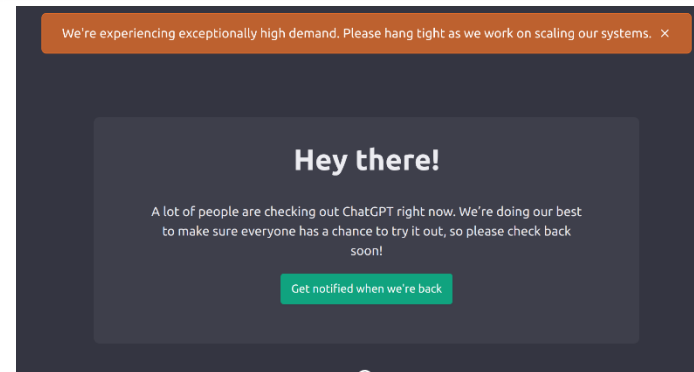 We're experiencing exceptionally high demand. Please hang tight as we work on scaling our systems. ×
Hey there!
A lot of people are checking out ChatGPT right now. We're doing our best
to make sure everyone has a chance to try it out, so please check back
soon!
Get notified when we're back